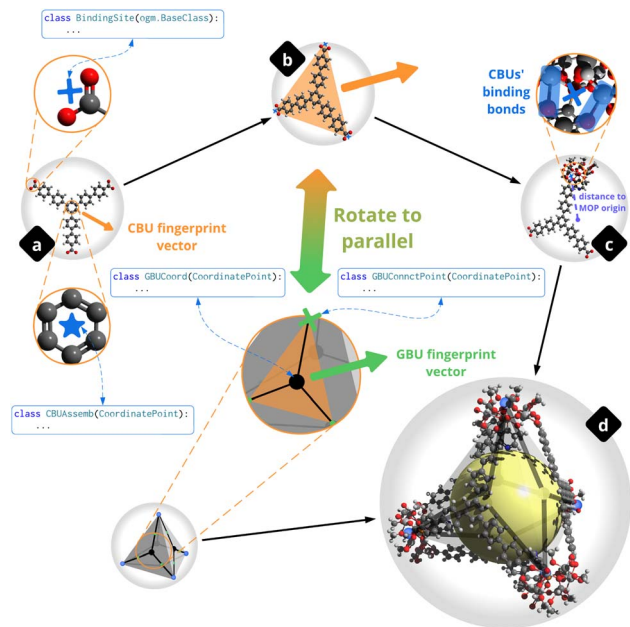 class BindingSite(ogm.BaseClass):
...
b
CBUs'
binding
bonds
a
CBU fingerprint
vector
Rotate to
parallel
distance to
MOP origin
c
class GBUCoord(CoordinatePoint):
...
class GBUConnctPoint(CoordinatePoint):
...
GBU fingerprint
vector
class CBUAssemb(CoordinatePoint):
...
d